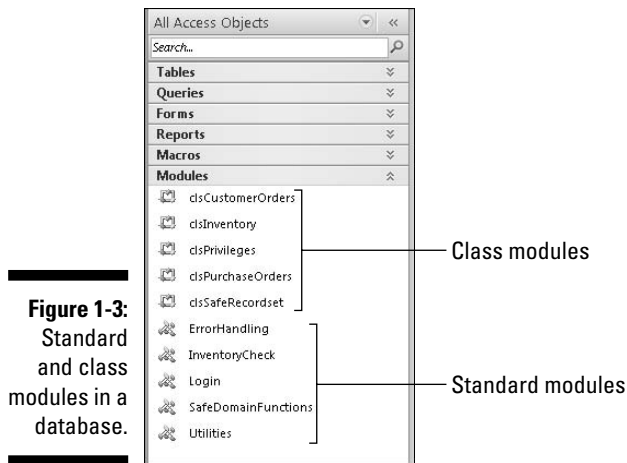 All Access Objects
Search...
Tables
Queries
Forms
Reports
Macros
Modules
clsCustomerOrders
clsInventory
clsPrivileges
clsPurchaseOrders
clsSafeRecordset
ErrorHandling
InventoryCheck
Login
SafeDomainFunctions
Utilities
Class modules
Standard modules
Figure 1-3:
Standard
and class
modules in a
database.